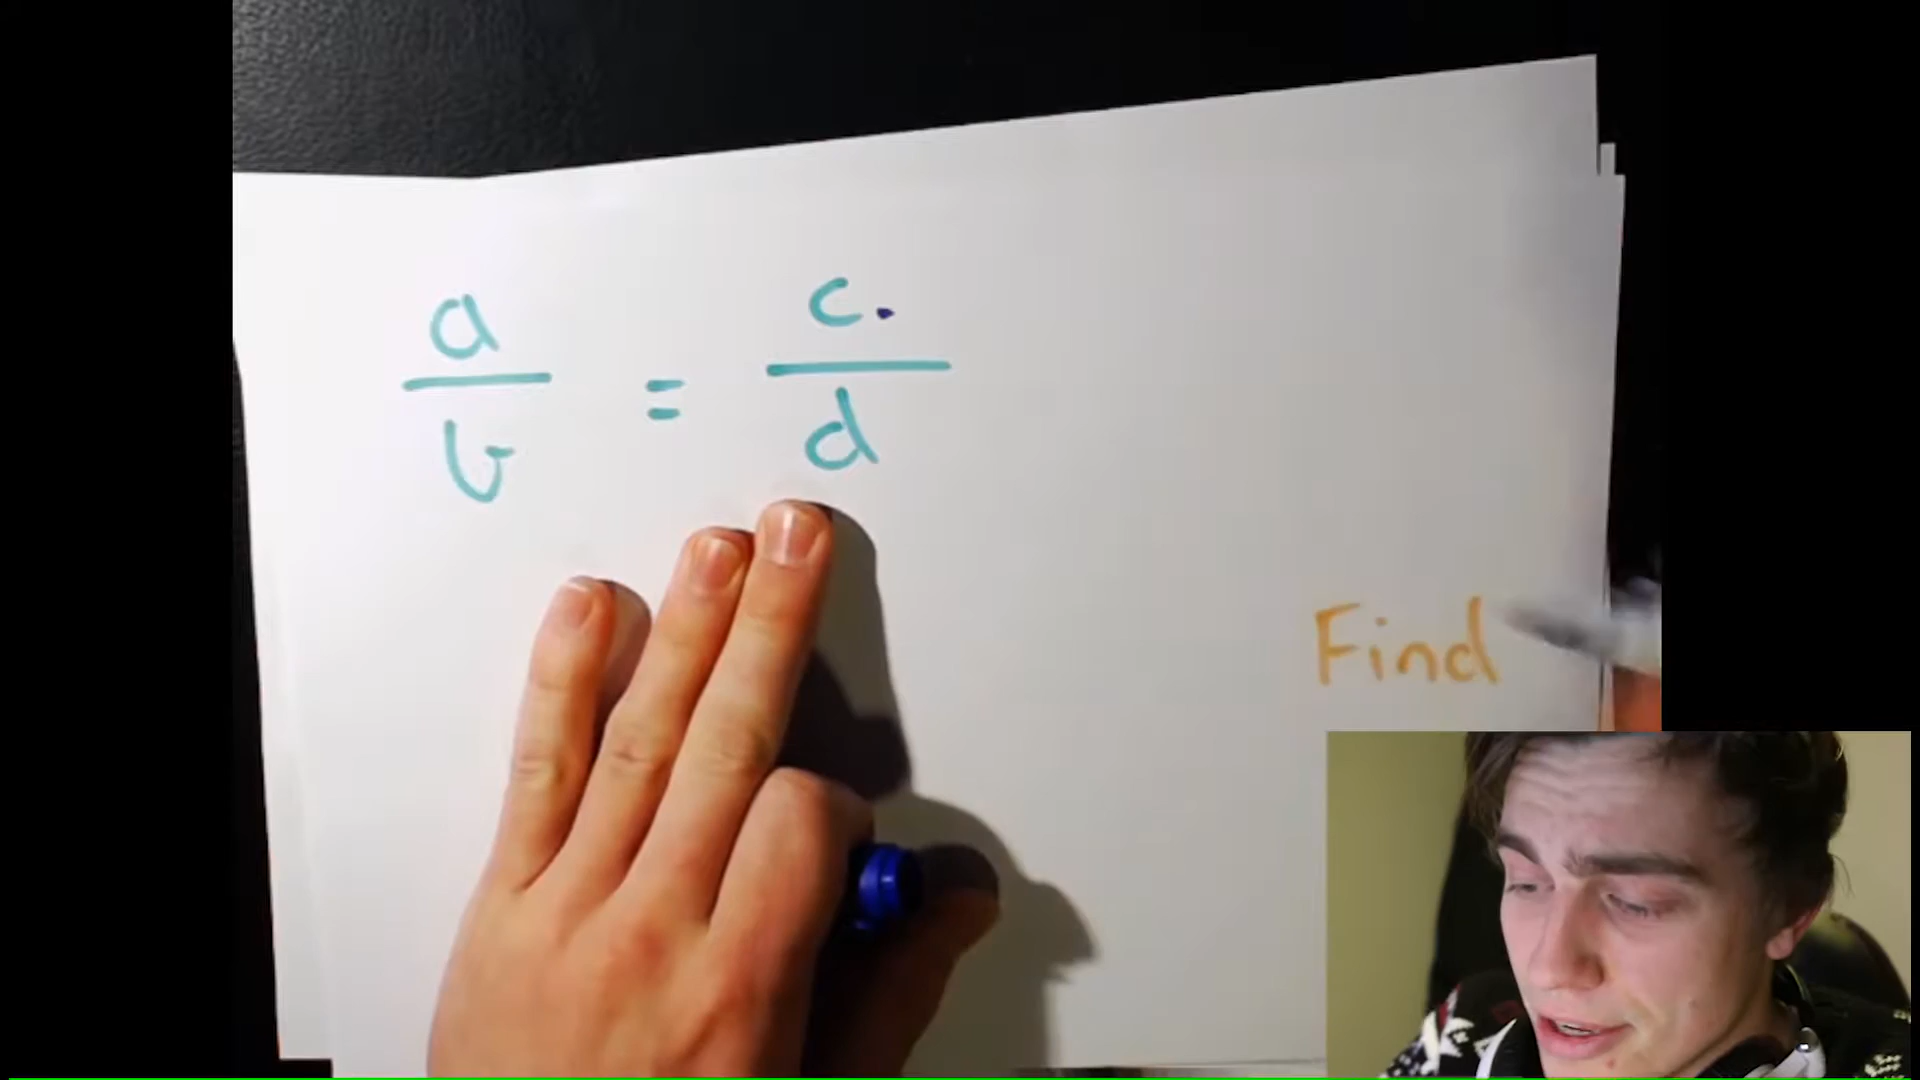 a/b = c./d
Find